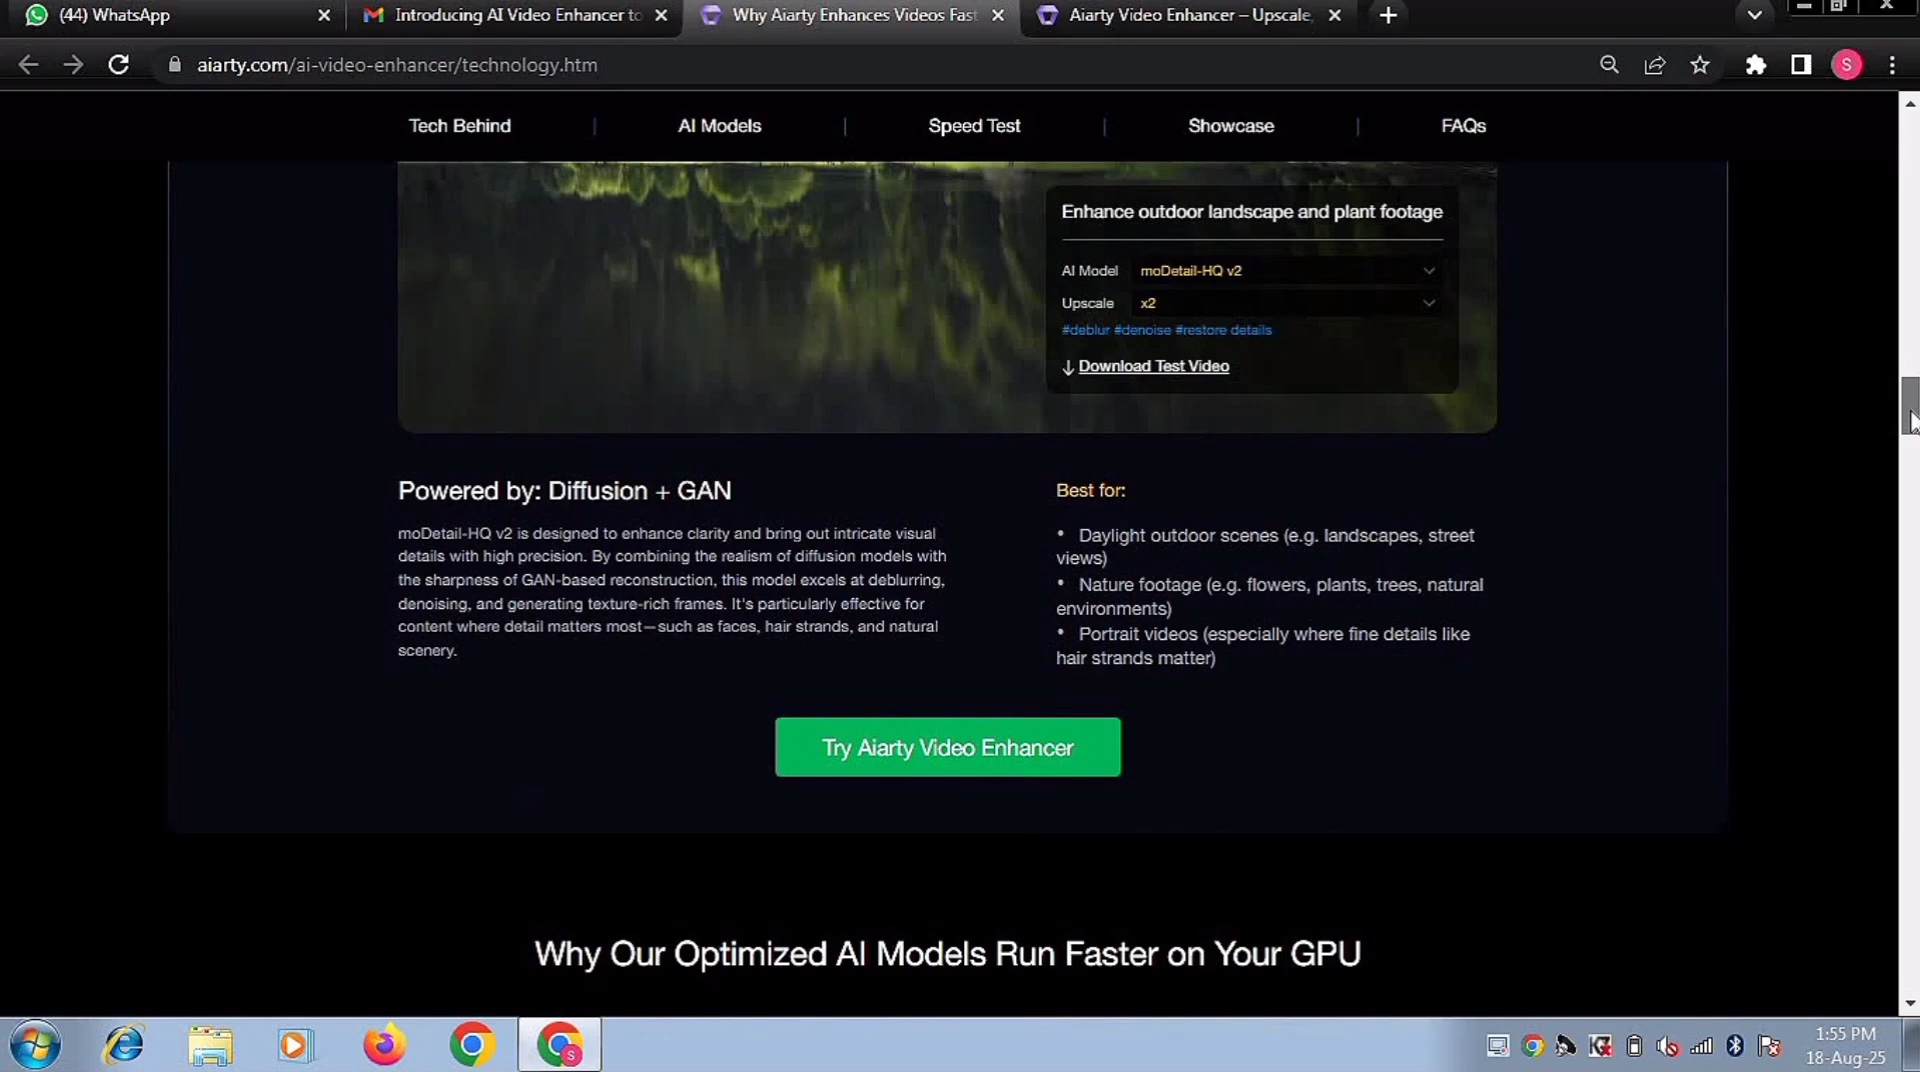 (44) WhatsApp
Introducing AI Video Enhancer to
Why Aiarty Enhances Videos Fast
Aiarty Video Enhancer – Upscale,
aiarty.com/ai-video-enhancer/technology.htm
S
Tech Behind
AI Models
Speed Test
Showcase
FAQs
Enhance outdoor landscape and plant footage
AI Model moDetail-HQ v2
Upscale x2
#deblur #denoise #restore details
Download Test Video
Powered by: Diffusion + GAN
moDetail-HQ v2 is designed to enhance clarity and bring out intricate visual
details with high precision. By combining the realism of diffusion models with
the sharpness of GAN-based reconstruction, this model excels at deblurring,
denoising, and generating texture-rich frames. It's particularly effective for
content where detail matters most—such as faces, hair strands, and natural
scenery.
Best for:
• Daylight outdoor scenes (e.g. landscapes, street
views)
• Nature footage (e.g. flowers, plants, trees, natural
environments)
• Portrait videos (especially where fine details like
hair strands matter)
Try Aiarty Video Enhancer
Why Our Optimized AI Models Run Faster on Your GPU
S
1:55 PM
18-Aug-25